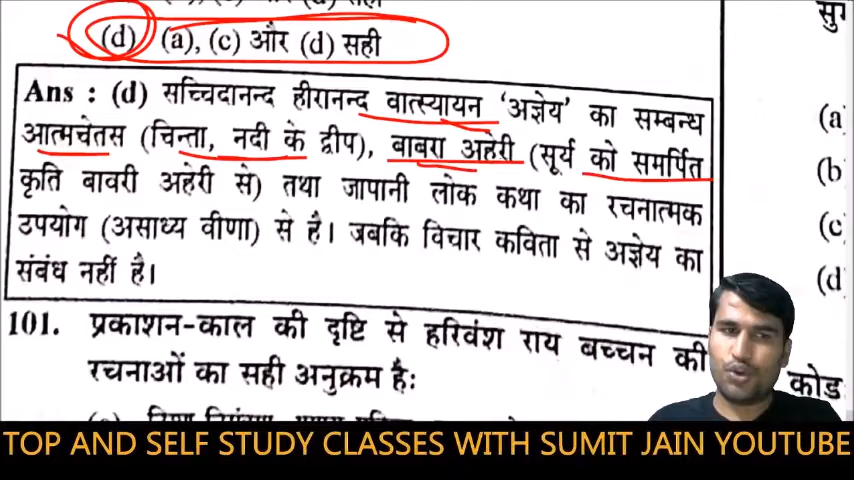 (d) (a), (c) और (d) सही
Ans : (d) सच्चिदानन्द हीरानन्द वात्स्यायन 'अज्ञेय' का सम्बन्ध
आत्मचेतस (चिन्ता, नदी के द्वीप), बाबरा अहेरी (सूर्य को समर्पित
कृति बावरी अहेरी से) तथा जापानी लोक कथा का रचनात्मक
उपयोग (असाध्य वीणा) से है। जबकि विचार कविता से अज्ञेय का
संबंध नहीं है।
101. प्रकाशन-काल की दृष्टि से हरिवंश राय बच्चन की
रचनाओं का सही अनुक्रम है:
(a)
(b)
(c)
(d)
कोड
TOP AND SELF STUDY CLASSES WITH SUMIT JAIN YOUTUBE